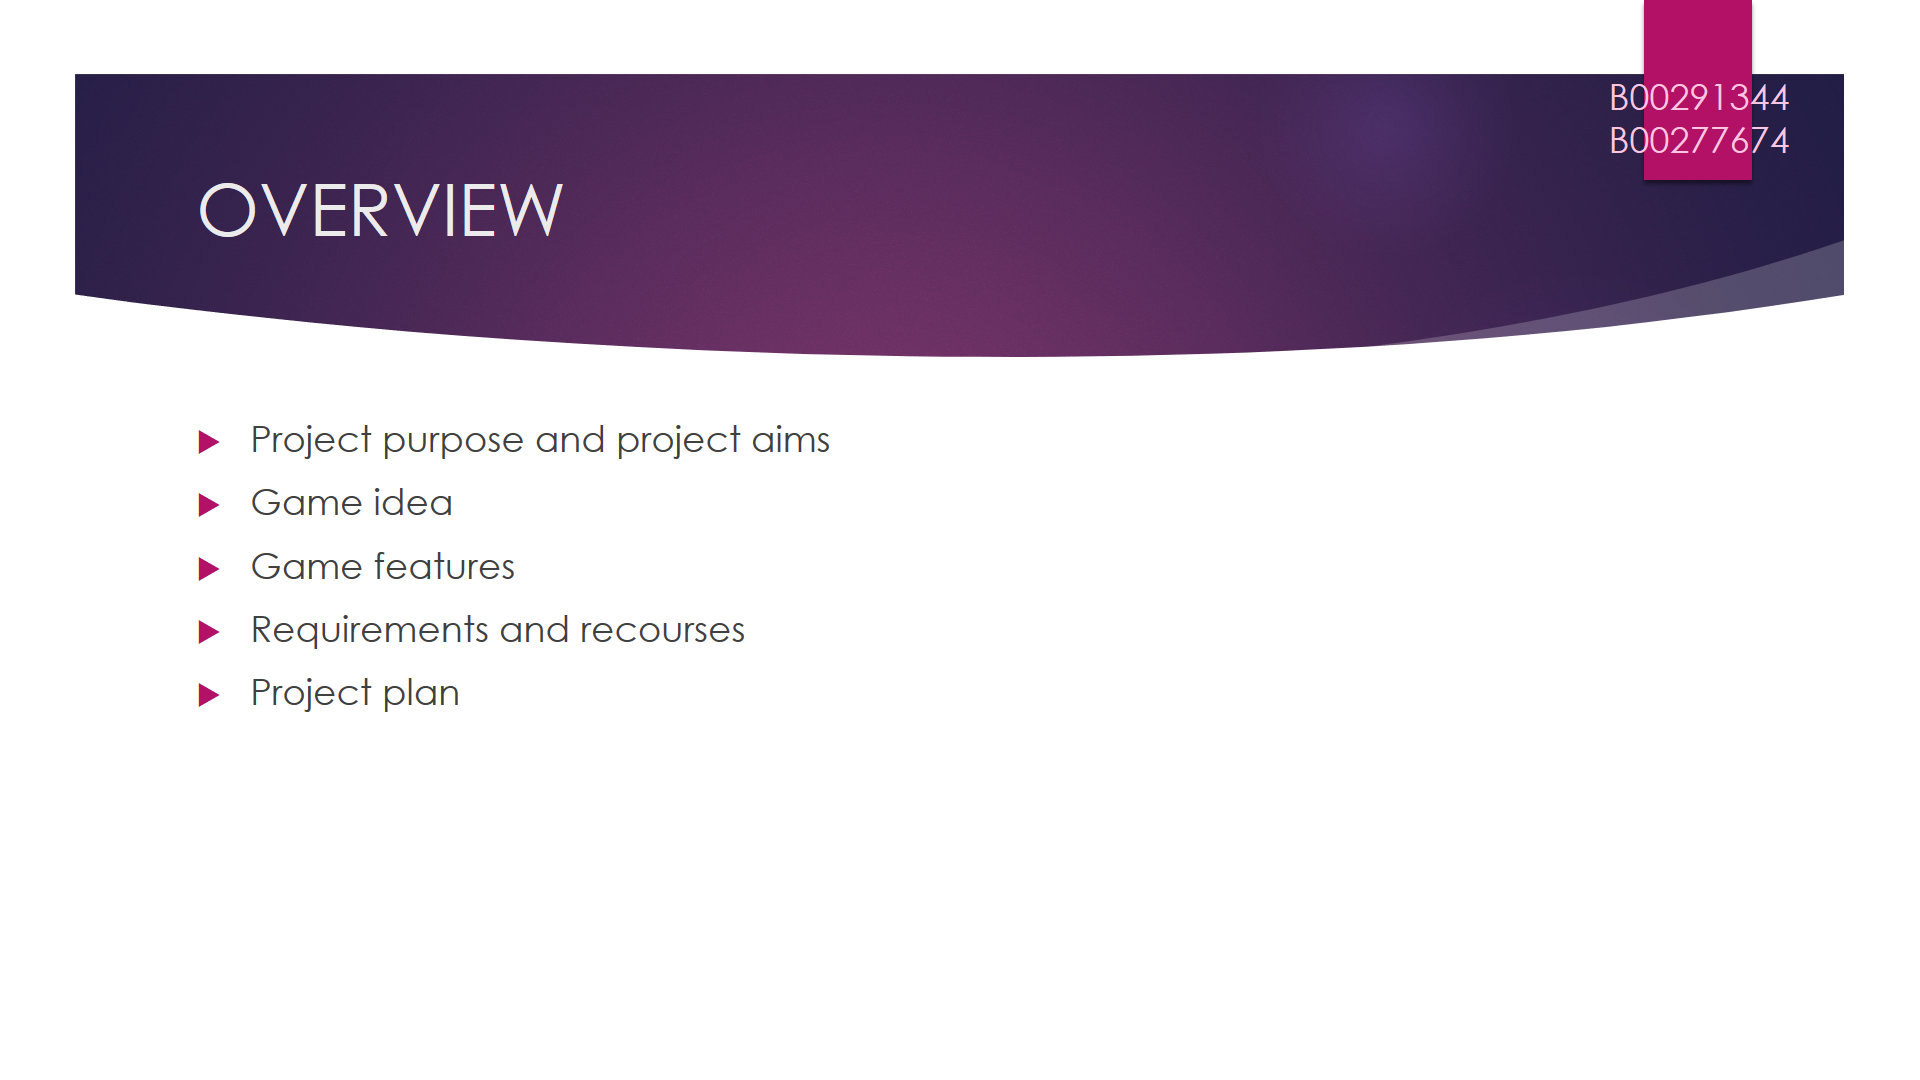 B00291344
B00277674
OVERVIEW
Project purpose and project aims
Game idea
Game features
Requirements and recourses
Project plan